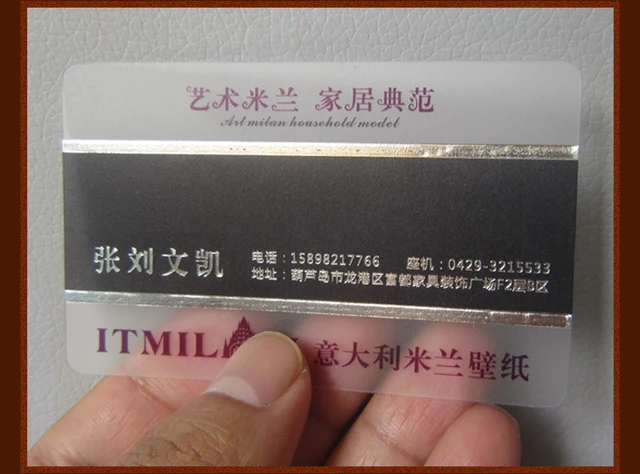 艺术米兰 家居典范
Art milan household model
张刘文凯
电话：15898217766 座机：0429-3215533
地址：葫芦岛市龙港区富都家具装饰广场F2层B区
ITMIL 意大利米兰壁纸